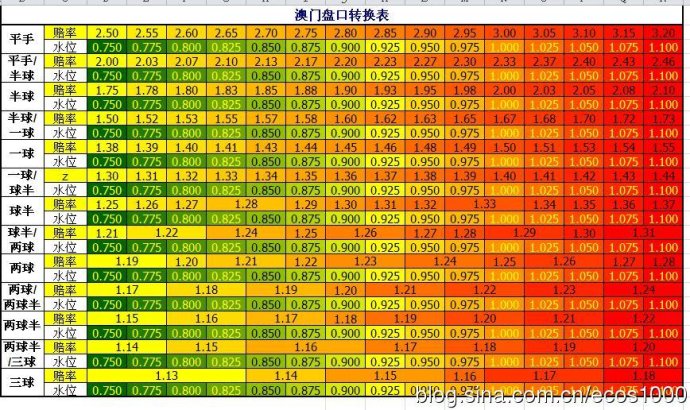 澳门盘口转换表
平手 赔率 2.50 2.55 2.60 2.65 2.70 2.75 2.80 2.85 2.90 2.95 3.00 3.05 3.10 3.15 3.20
水位 0.750 0.775 0.800 0.825 0.850 0.875 0.900 0.925 0.950 0.975 1.000 1.025 1.050 1.075 1.100
平手/半球 赔率 2.00 2.03 2.07 2.10 2.13 2.17 2.20 2.23 2.27 2.30 2.33 2.37 2.40 2.43 2.46
水位 0.750 0.775 0.800 0.825 0.850 0.875 0.900 0.925 0.950 0.975 1.000 1.025 1.050 1.075 1.100
半球 赔率 1.75 1.78 1.80 1.83 1.85 1.88 1.90 1.93 1.95 1.98 2.00 2.03 2.05 2.08 2.10
水位 0.750 0.775 0.800 0.825 0.850 0.875 0.900 0.925 0.950 0.975 1.000 1.025 1.050 1.075 1.100
半球/一球 赔率 1.50 1.52 1.53 1.55 1.57 1.58 1.60 1.62 1.63 1.65 1.67 1.68 1.70 1.72 1.73
水位 0.750 0.775 0.800 0.825 0.850 0.875 0.900 0.925 0.950 0.975 1.000 1.025 1.050 1.075 1.100
一球 赔率 1.38 1.39 1.40 1.41 1.43 1.44 1.45 1.46 1.48 1.49 1.50 1.51 1.53 1.54 1.55
水位 0.750 0.775 0.800 0.825 0.850 0.875 0.900 0.925 0.950 0.975 1.000 1.025 1.050 1.075 1.100
一球/球半 z 1.30 1.31 1.32 1.33 1.34 1.35 1.36 1.37 1.38 1.39 1.40 1.41 1.42 1.43 1.44
水位 0.750 0.775 0.800 0.825 0.850 0.875 0.900 0.925 0.950 0.975 1.000 1.025 1.050 1.075 1.100
球半 赔率 1.25 1.26 1.27 1.28 1.29 1.30 1.31 1.32 1.33 1.34 1.35 1.36 1.37
水位 0.750 0.775 0.800 0.825 0.850 0.875 0.900 0.925 0.950 0.975 1.000 1.025 1.050 1.075 1.100
球半/两球 赔率 1.21 1.22 1.24 1.25 1.26 1.27 1.28 1.29 1.30 1.31
水位 0.750 0.775 0.800 0.825 0.850 0.875 0.900 0.925 0.950 0.975 1.000 1.025 1.050 1.075 1.100
两球 赔率 1.19 1.20 1.21 1.22 1.23 1.24 1.25 1.26 1.27 1.28
水位 0.750 0.775 0.800 0.825 0.850 0.875 0.900 0.925 0.950 0.975 1.000 1.025 1.050 1.075 1.100
两球/两球半 赔率 1.17 1.18 1.19 1.20 1.21 1.22 1.23 1.24
水位 0.750 0.775 0.800 0.825 0.850 0.875 0.900 0.925 0.950 0.975 1.000 1.025 1.050 1.075 1.100
两球半 赔率 1.15 1.16 1.17 1.18 1.19 1.20 1.21 1.22
水位 0.750 0.775 0.800 0.825 0.850 0.875 0.900 0.925 0.950 0.975 1.000 1.025 1.050 1.075 1.100
两球半/三球 赔率 1.14 1.15 1.16 1.17 1.18 1.19 1.20
水位 0.750 0.775 0.800 0.825 0.850 0.875 0.900 0.925 0.950 0.975 1.000 1.025 1.050 1.075 1.100
三球 赔率 1.13 1.14 1.15 1.16 1.17 1.18
水位 0.750 0.775 0.800 0.825 0.850 0.875 0.900 0.925 0.950 0.975
blog.sina.com.cn/ecos1000